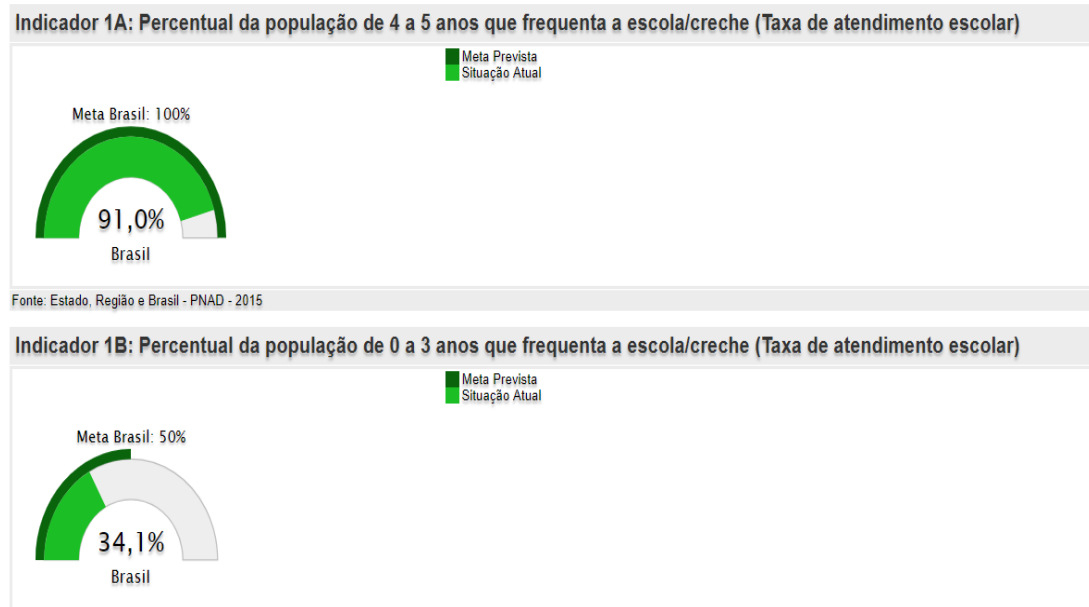 Indicador 1A: Percentual da população de 4 a 5 anos que frequenta a escola/creche (Taxa de atendimento escolar)
Meta Prevista
Situação Atual
Meta Brasil: 100%
91,0%
Brasil
Fonte: Estado, Região e Brasil - PNAD - 2015
Indicador 1B: Percentual da população de 0 a 3 anos que frequenta a escola/creche (Taxa de atendimento escolar)
Meta Prevista
Situação Atual
Meta Brasil: 50%
34,1%
Brasil